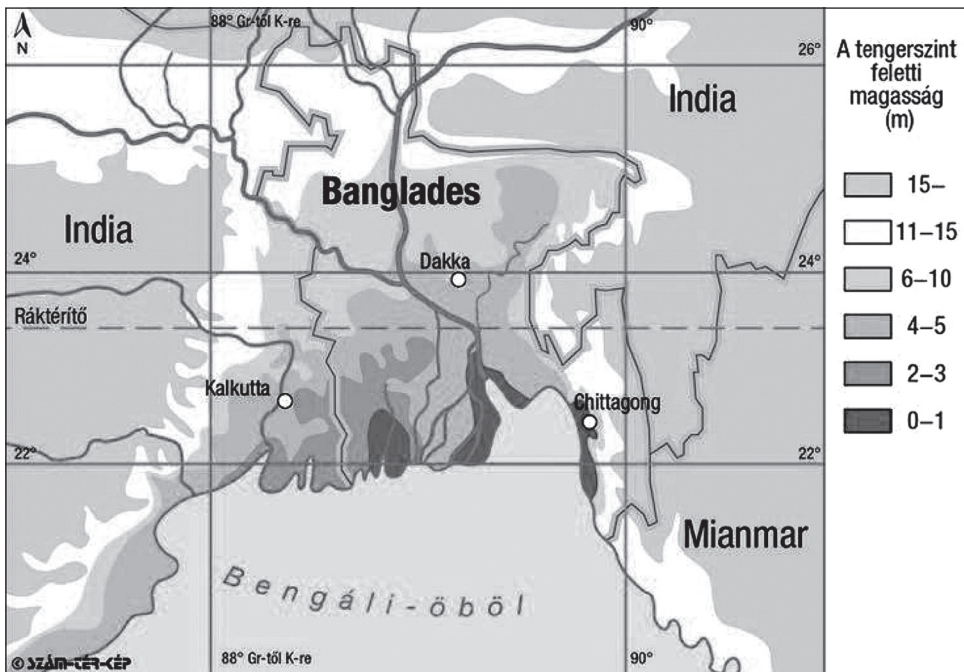 N
88° Gr-től K-re
90°
26°
India
Banglades
India
24°
24°
Dakka
Ráktérítő
Kalkutta
Chittagong
22°
22°
Mianmar
Bengáli-öböl
© SZÁM-TÉR-KÉP
88° Gr-től K-re
90°
A tengerszint
feletti
magasság
(m)
15–
11–15
6–10
4–5
2–3
0–1